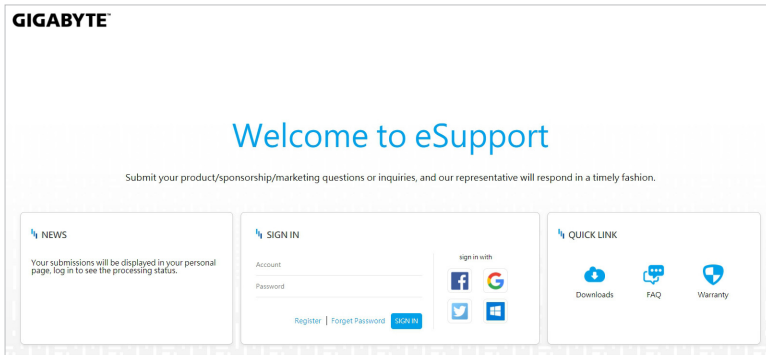 GIGABYTE™
Welcome to eSupport
Submit your product/sponsorship/marketing questions or inquiries, and our representative will respond in a timely fashion.
NEWS
Your submissions will be displayed in your personal
page, log in to see the processing status.
SIGN IN
Account
Password
Register | Forget Password SIGN IN
sign in with
QUICK LINK
Downloads FAQ Warranty